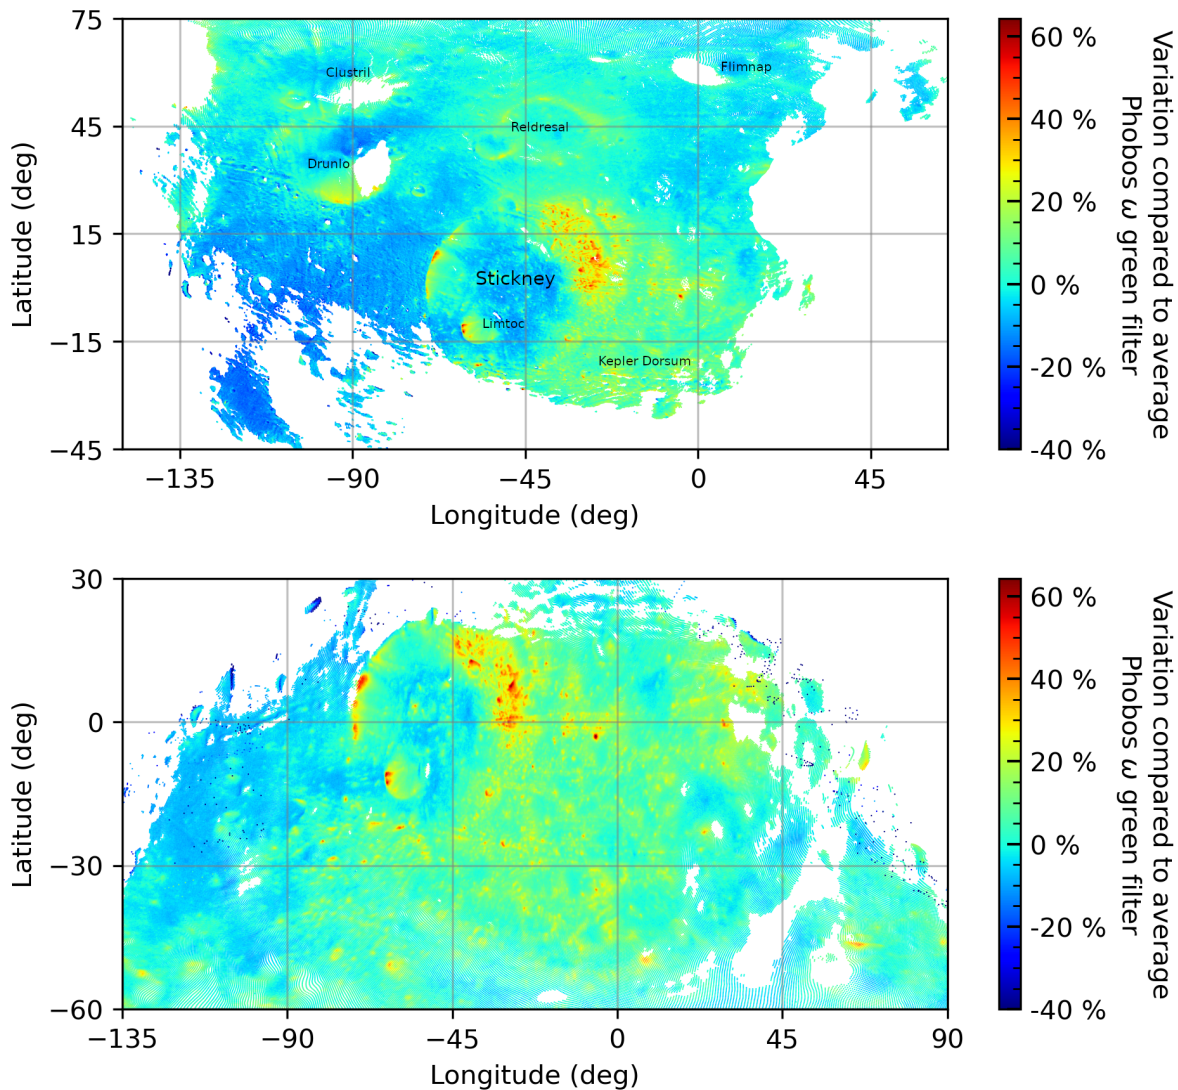 75
45
15
−15
−45
Latitude (deg)
Clustril
Flimnap
Reldresal
Drunlo
Stickney
Limtoc
Kepler Dorsum
−135
−90
−45
0
45
Longitude (deg)
60 %
40 %
20 %
0 %
-20 %
-40 %
Variation compared to average
Phobos ω green filter
30
0
−30
−60
Latitude (deg)
−135
−90
−45
0
45
90
Longitude (deg)
60 %
40 %
20 %
0 %
-20 %
-40 %
Variation compared to average
Phobos ω green filter